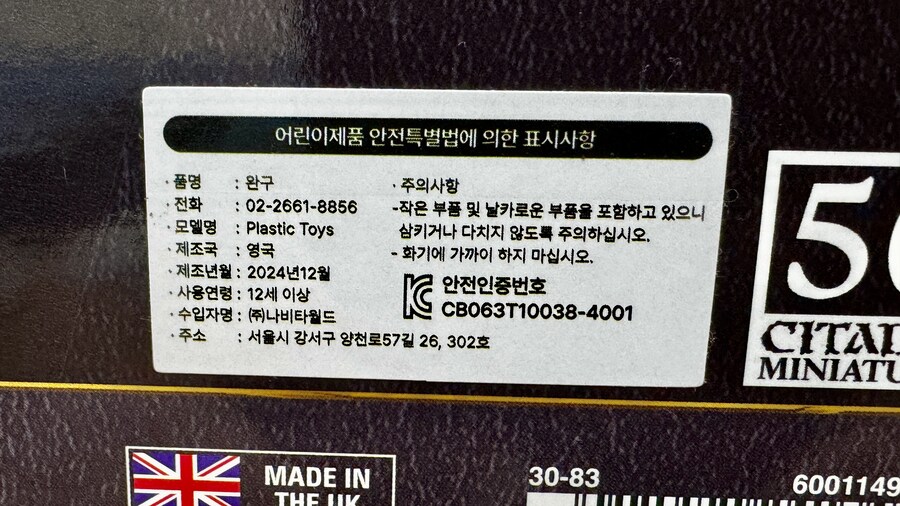 어린이제품 안전특별법에 의한 표시사항
· 품명 : 완구
· 전화 : 02-2661-8856
· 모델명 : Plastic Toys
· 제조국 : 영국
· 제조년월 : 2024년12월
· 사용연령 : 12세 이상
· 수입자명 : ㈜나비타월드
· 주소 : 서울시 강서구 양천로57길 26, 302호
· 주의사항
-작은 부품 및 날카로운 부품을 포함하고 있으니
삼키거나 다치지 않도록 주의하십시오.
- 화기에 가까이 하지 마십시오.
안전인증번호
CB063T10038-4001
MADE IN
THE UK
30-83
6001149
5